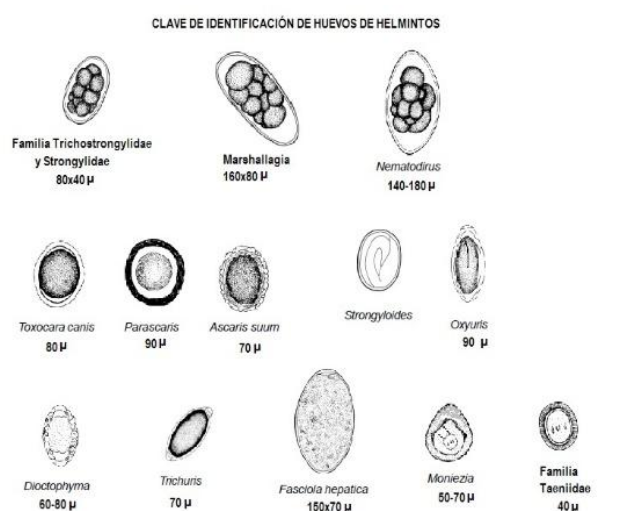 CLAVE DE IDENTIFICACIÓN DE HUEVOS DE HELMINTOS
Familia Trichostrongylidae
y Strongylidae
80x40 µ
Marshallagia
160x80 µ
Nematodirus
140-180 µ
Toxocara canis
80 µ
Parascaris
90 µ
Ascaris suum
70 µ
Strongyloides
Oxyuris
90 µ
Dioctophyma
60-80 µ
Trichuris
70 µ
Fasciola hepatica
150x70 µ
Moniezia
50-70 µ
Familia
Taeniidae
40 µ